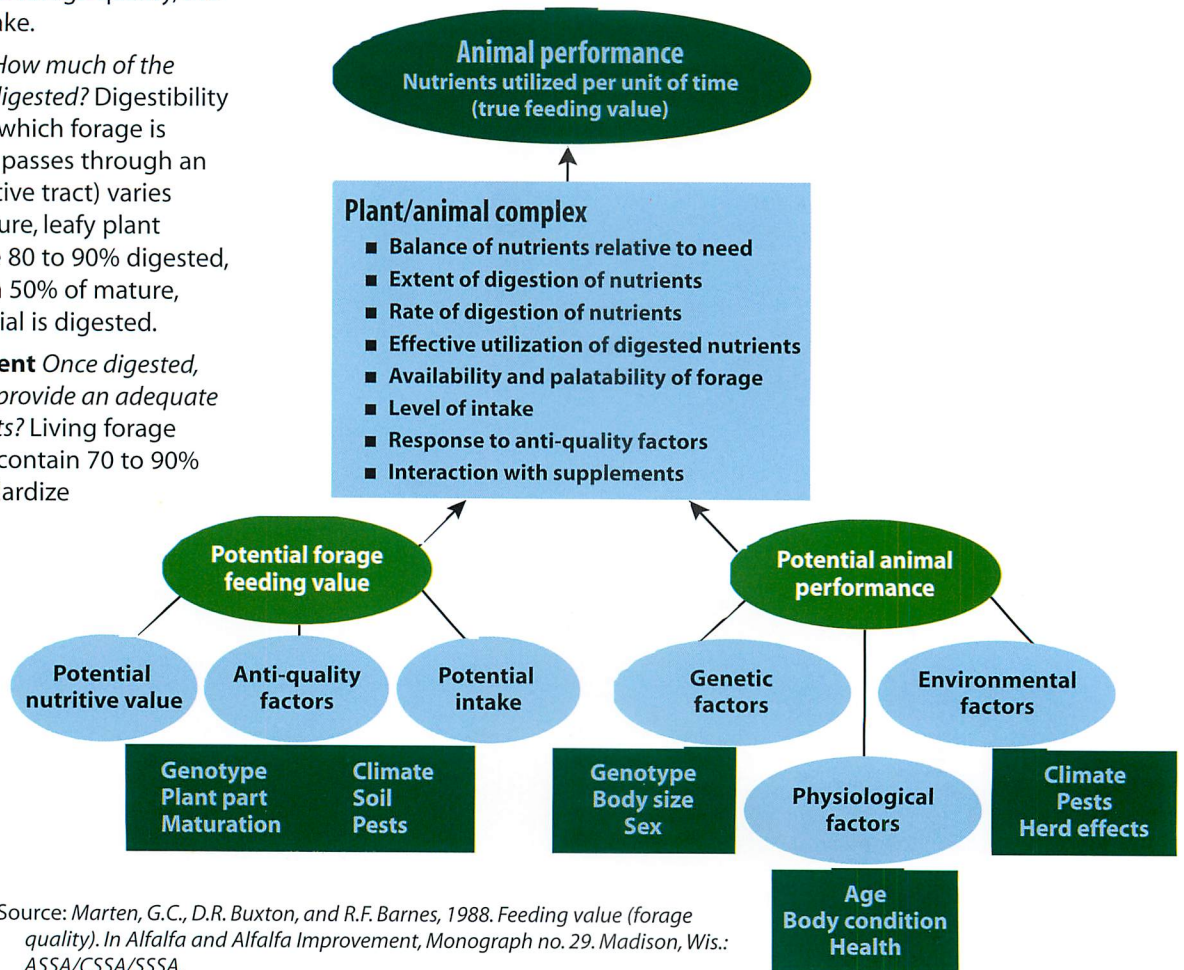 ake.
How much of the
digested? Digestibility
which forage is
passes through an
tive tract) varies
ure, leafy plant
80 to 90% digested,
50% of mature,
ial is digested.
ent Once digested,
provide an adequate
ts? Living forage
contain 70 to 90%
ardize
Animal performance
Nutrients utilized per unit of time
(true feeding value)
Plant/animal complex
■ Balance of nutrients relative to need
■ Extent of digestion of nutrients
■ Rate of digestion of nutrients
■ Effective utilization of digested nutrients
■ Availability and palatability of forage
■ Level of intake
■ Response to anti-quality factors
■ Interaction with supplements
Potential forage
feeding value
Potential animal
performance
Potential
nutritive value
Anti-quality
factors
Potential
intake
Genetic
factors
Environmental
factors
Genotype
Plant part
Maturation
Climate
Soil
Pests
Genotype
Body size
Sex
Physiological
factors
Climate
Pests
Herd effects
Age
Body condition
Health
Source: Marten, G.C., D.R. Buxton, and R.F. Barnes, 1988. Feeding value (forage
quality). In Alfalfa and Alfalfa Improvement, Monograph no. 29. Madison, Wis.:
ASSA/CSSA/SSSA